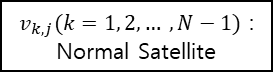 v_{k,j}(k = 1,2, … , N − 1) :
Normal Satellite